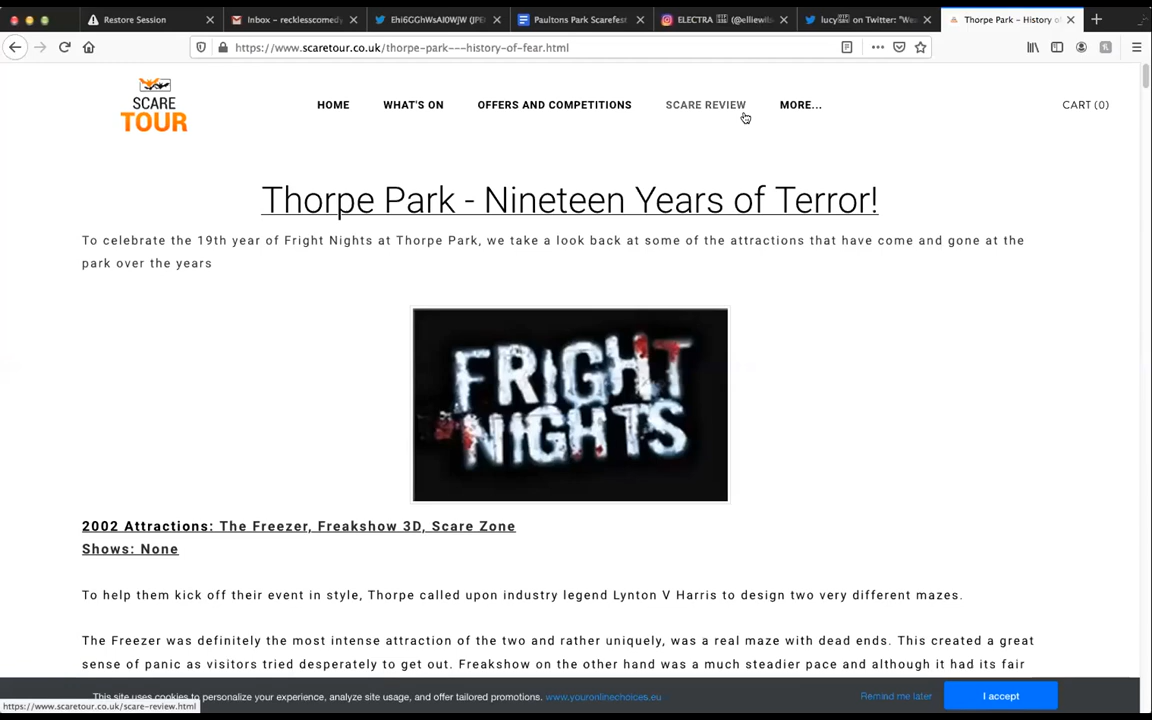 Restore Session
Inbox – recklesscomedy
Ehi6GGhWsAI0WjW (JPE
Paultons Park Scarefest
ELECTRA (@elliewils
on Twitter: "We
Thorpe Park – History o
https://www.scaretour.co.uk/thorpe-park---history-of-fear.html
SCARE
TOUR
HOME
WHAT'S ON
OFFERS AND COMPETITIONS
SCARE REVIEW
MORE...
CART (0)
Thorpe Park - Nineteen Years of Terror!
To celebrate the 19th year of Fright Nights at Thorpe Park, we take a look back at some of the attractions that have come and gone at the
park over the years
FRIGHT
NIGHTS
2002 Attractions: The Freezer, Freakshow 3D, Scare Zone
Shows: None
To help them kick off their event in style, Thorpe called upon industry legend Lynton V Harris to design two very different mazes.
The Freezer was definitely the most intense attraction of the two and rather uniquely, was a real maze with dead ends. This created a great
sense of panic as visitors tried desperately to get out. Freakshow on the other hand was a much steadier pace and although it had its fair
This site uses cookies to personalize your experience, analyze site usage, and offer tailored promotions. www.youronlinechoices.eu
Remind me later
I accept
https://www.scaretour.co.uk/scare-review.html